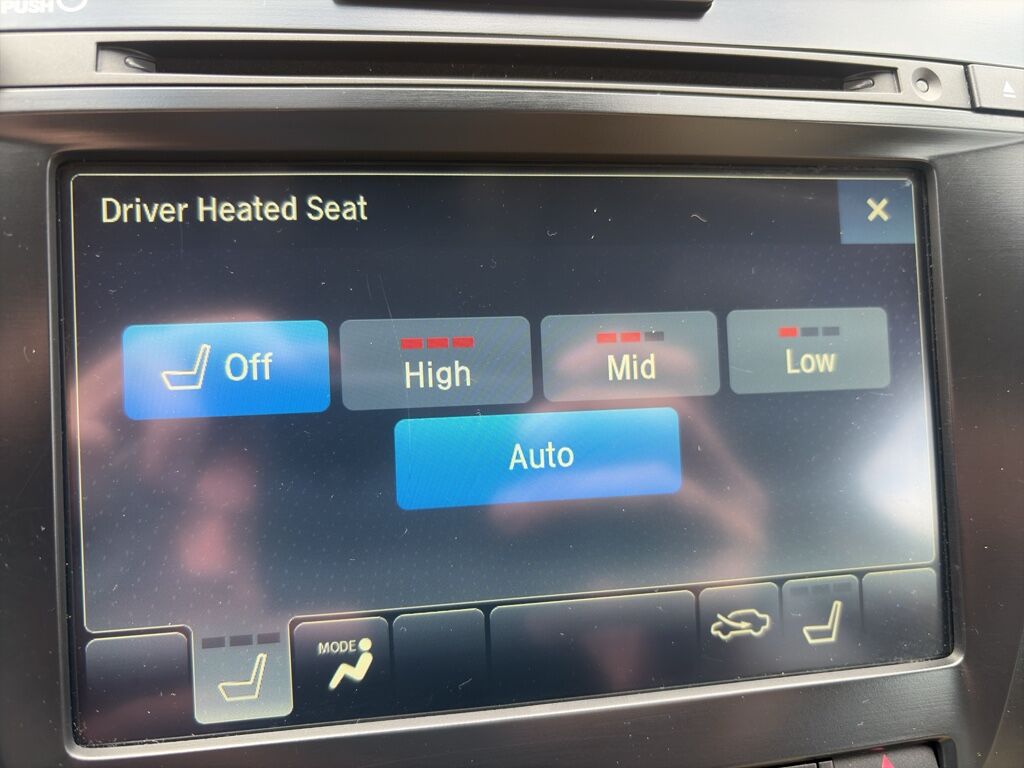 PUSH
Driver Heated Seat
Off
High
Mid
Low
Auto
MODE